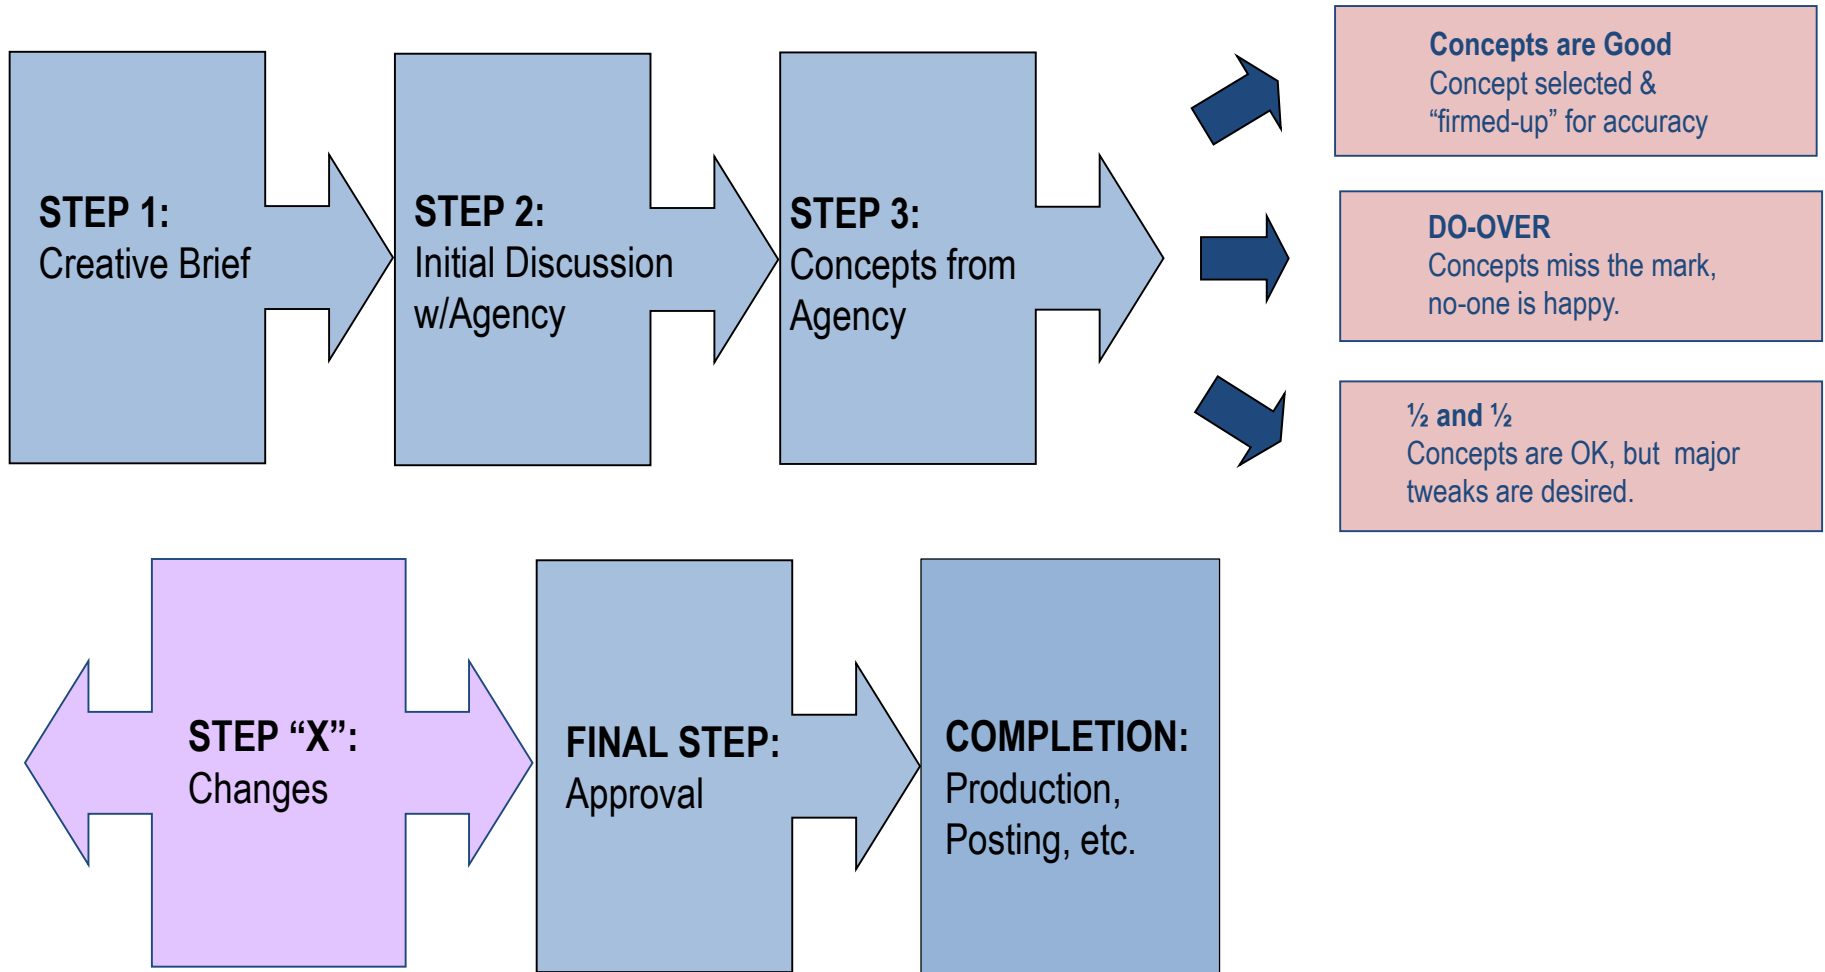 STEP 1:
Creative Brief
STEP 2:
Initial Discussion
w/Agency
STEP 3:
Concepts from
Agency
Concepts are Good
Concept selected &
“firmed-up” for accuracy
DO-OVER
Concepts miss the mark,
no-one is happy.
½ and ½
Concepts are OK, but  major
tweaks are desired.
STEP “X”:
Changes
FINAL STEP:
Approval
COMPLETION:
Production,
Posting, etc.